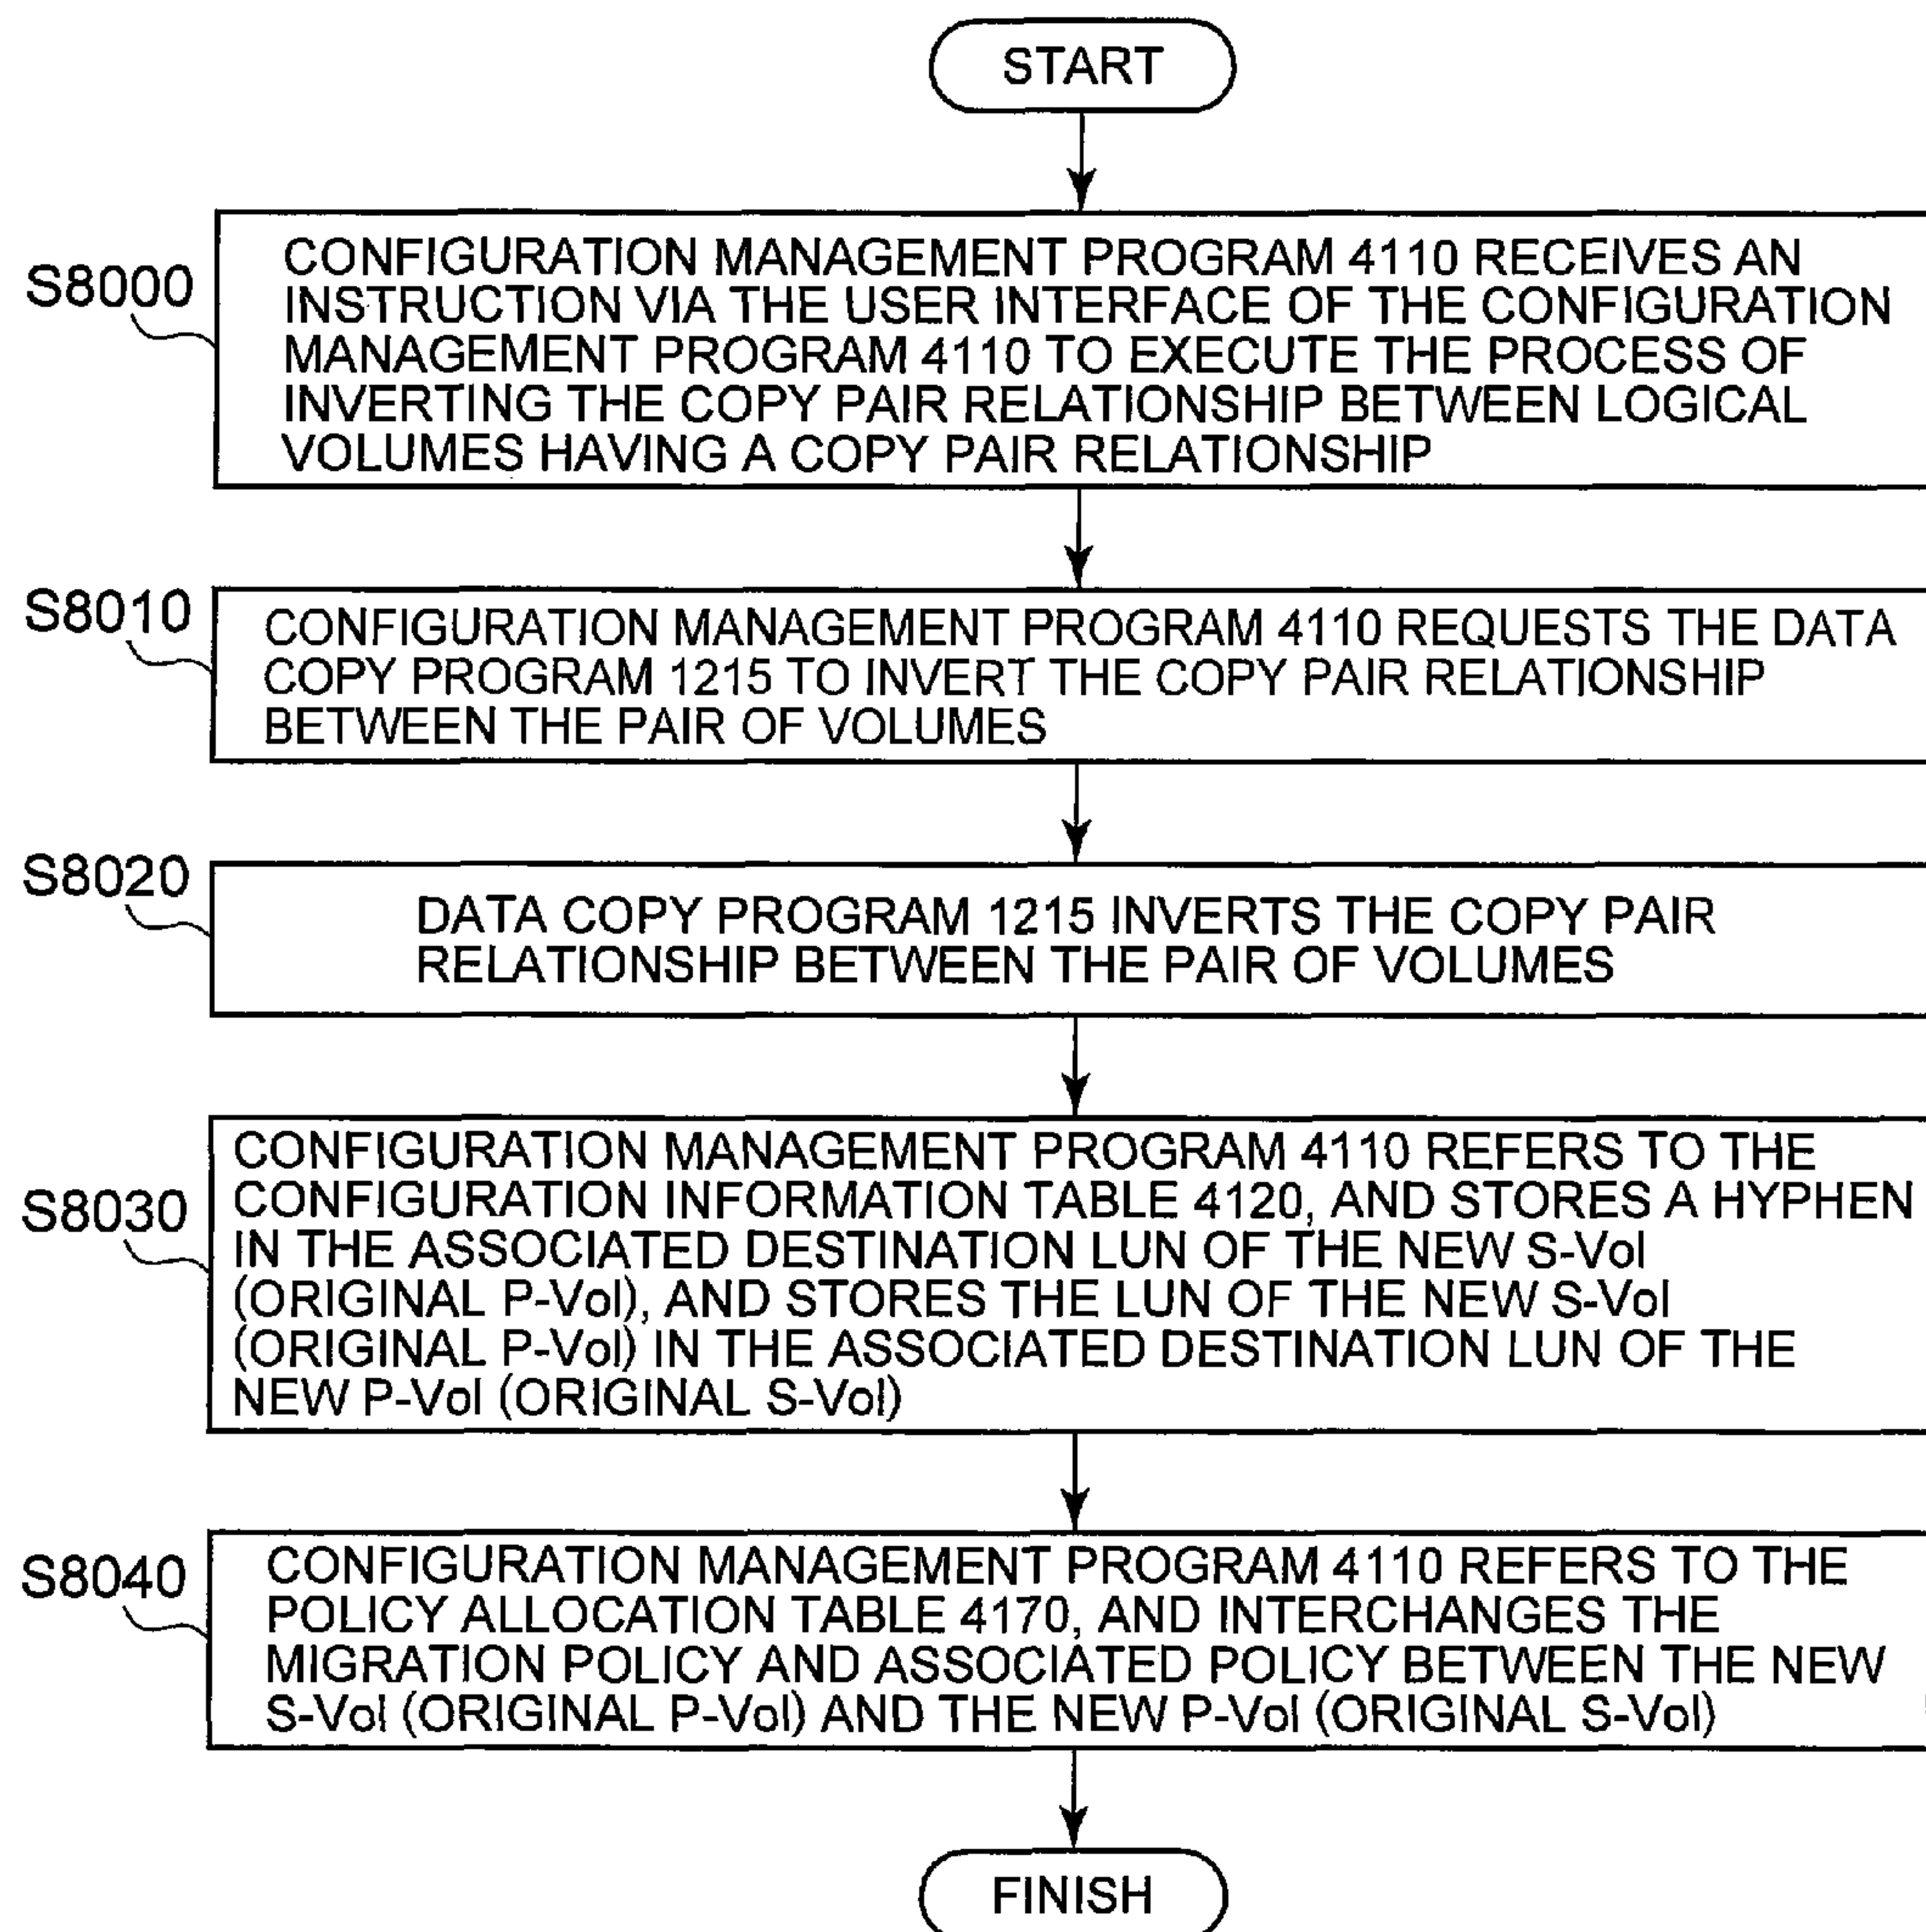 START
S8000
CONFIGURATION MANAGEMENT PROGRAM 4110 RECEIVES AN
INSTRUCTION VIA THE USER INTERFACE OF THE CONFIGURATION
MANAGEMENT PROGRAM 4110 TO EXECUTE THE PROCESS OF
INVERTING THE COPY PAIR RELATIONSHIP BETWEEN LOGICAL
VOLUMES HAVING A COPY PAIR RELATIONSHIP
S8010
CONFIGURATION MANAGEMENT PROGRAM 4110 REQUESTS THE DATA
COPY PROGRAM 1215 TO INVERT THE COPY PAIR RELATIONSHIP
BETWEEN THE PAIR OF VOLUMES
S8020
DATA COPY PROGRAM 1215 INVERTS THE COPY PAIR
RELATIONSHIP BETWEEN THE PAIR OF VOLUMES
S8030
CONFIGURATION MANAGEMENT PROGRAM 4110 REFERS TO THE
CONFIGURATION INFORMATION TABLE 4120, AND STORES A HYPHEN
IN THE ASSOCIATED DESTINATION LUN OF THE NEW S-Vol
(ORIGINAL P-Vol), AND STORES THE LUN OF THE NEW S-Vol
(ORIGINAL P-Vol) IN THE ASSOCIATED DESTINATION LUN OF THE
NEW P-Vol (ORIGINAL S-Vol)
S8040
CONFIGURATION MANAGEMENT PROGRAM 4110 REFERS TO THE
POLICY ALLOCATION TABLE 4170, AND INTERCHANGES THE
MIGRATION POLICY AND ASSOCIATED POLICY BETWEEN THE NEW
S-Vol (ORIGINAL P-Vol) AND THE NEW P-Vol (ORIGINAL S-Vol)
FINISH